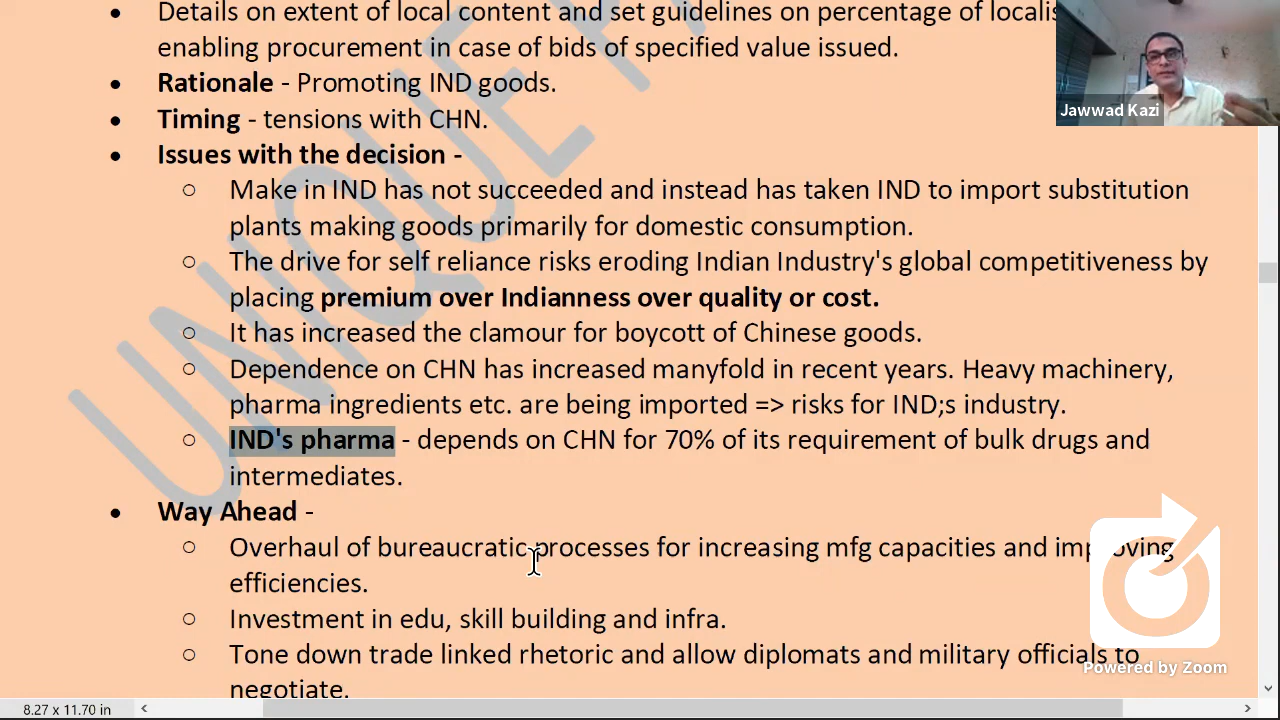 Details on extent of local content and set guidelines on percentage of
enabling procurement in case of bids of specified value issued.
Rationale - Promoting IND goods.
Timing - tensions with CHN.
Issues with the decision -
Make in IND has not succeeded and instead has taken IND to import substitution
plants making goods primarily for domestic consumption.
The drive for self reliance risks eroding Indian Industry's global competitiveness by
placing premium over Indianness over quality or cost.
It has increased the clamour for boycott of Chinese goods.
Dependence on CHN has increased manyfold in recent years. Heavy machinery,
pharma ingredients etc. are being imported => risks for IND;s industry.
IND's pharma - depends on CHN for 70% of its requirement of bulk drugs and
intermediates.
Way Ahead -
Overhaul of bureaucratic processes for increasing mfg capacities and improving
efficiencies.
Investment in edu, skill building and infra.
Tone down trade linked rhetoric and allow diplomats and military officials to
negotiate.
Jawwad Kazi
Powered by Zoom
8.27 x 11.70 in
UNIQUE